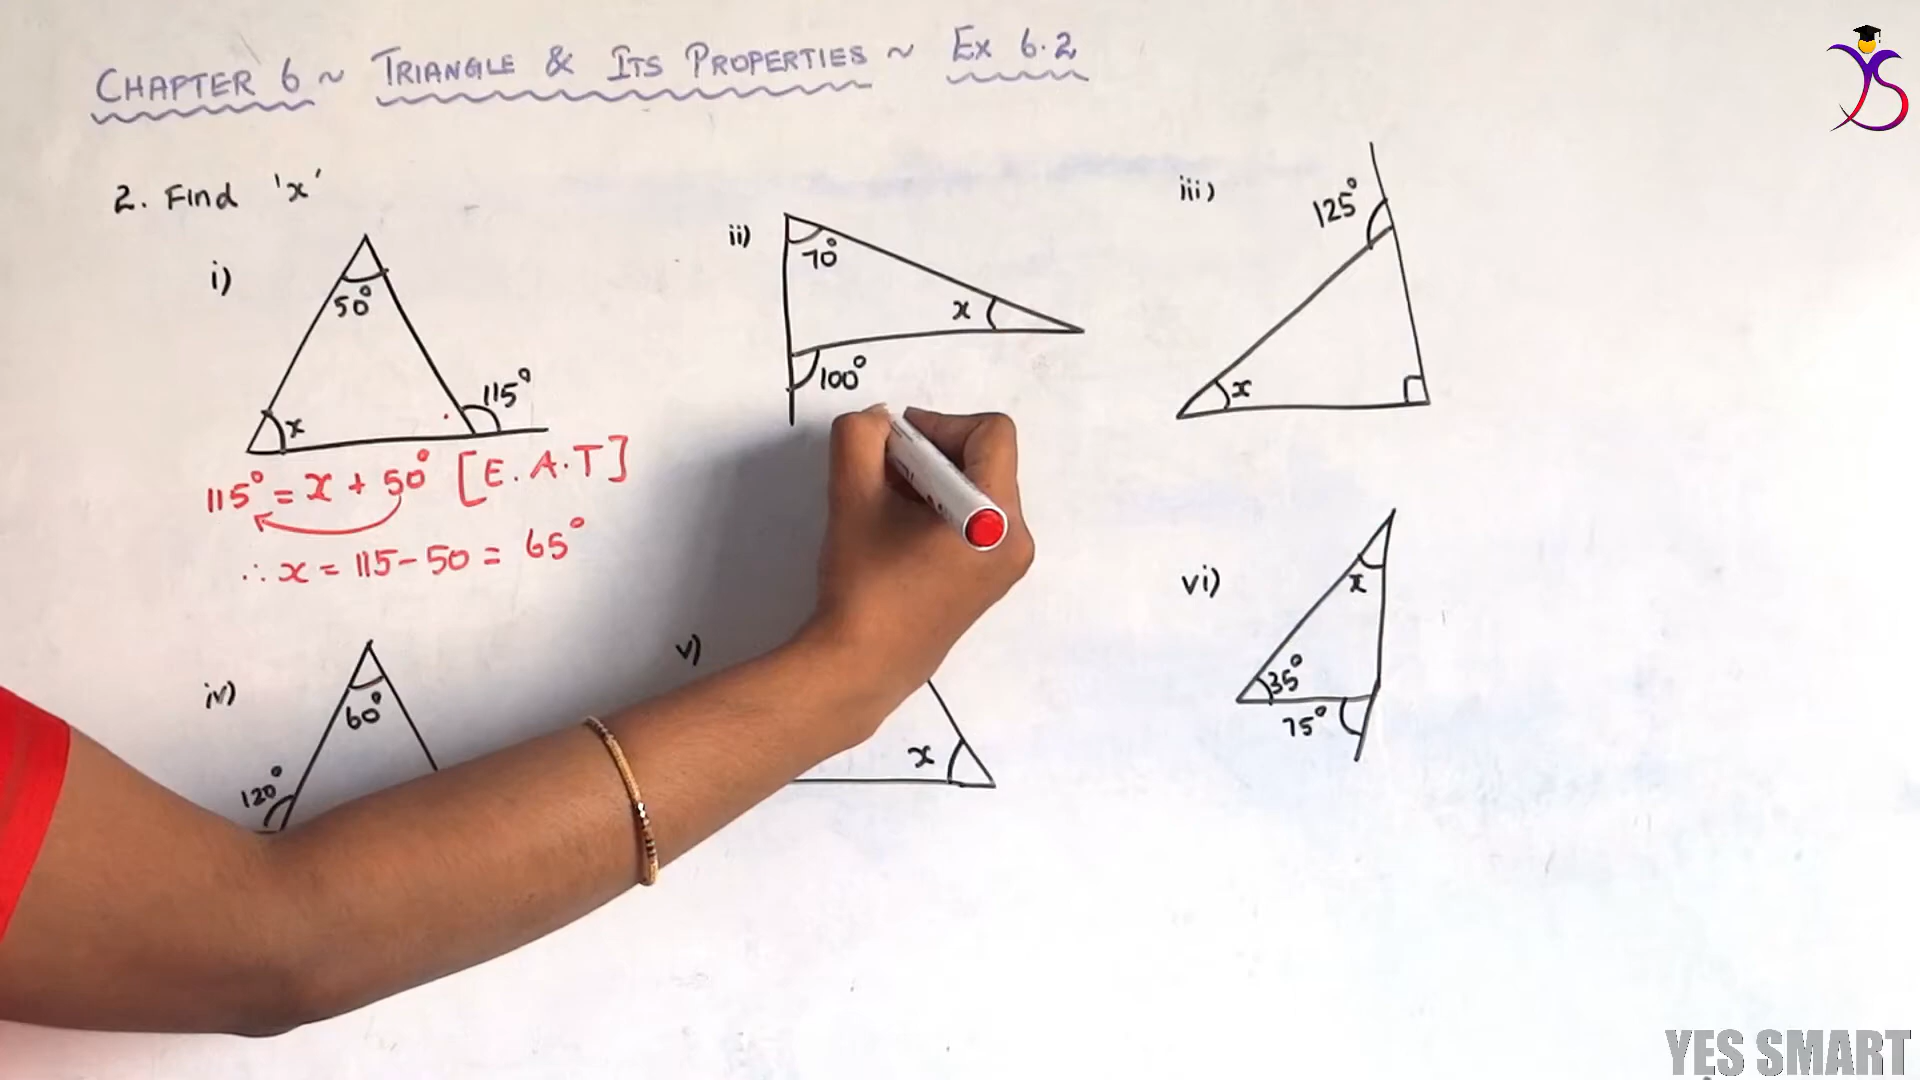 CHAPTER 6 ~ TRIANGLE & ITS PROPERTIES ~ Ex 6.2
2. Find 'x'
i)
50°
x
115°
115° = x + 50° [E.A.T]
∴ x = 115 - 50 = 65°
ii)
70°
x
100°
iii)
125°
x
iv)
60°
120°
v)
x
vi)
x
35°
75°
YS
YES SMART